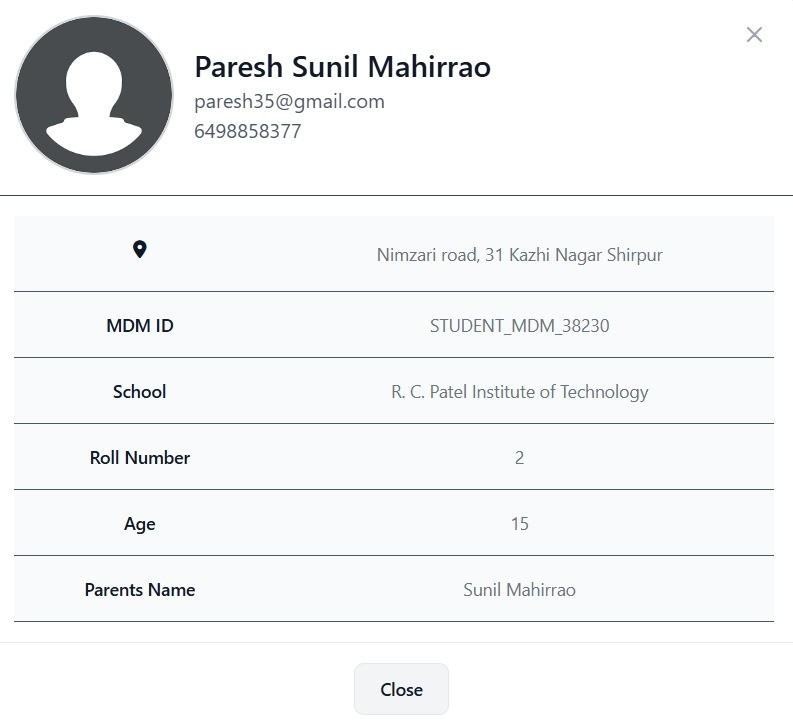 Paresh Sunil Mahirrao
paresh35@gmail.com
6498858377
Nimzari road, 31 Kazhi Nagar Shirpur
MDM ID STUDENT_MDM_38230
School R. C. Patel Institute of Technology
Roll Number 2
Age 15
Parents Name Sunil Mahirrao
Close